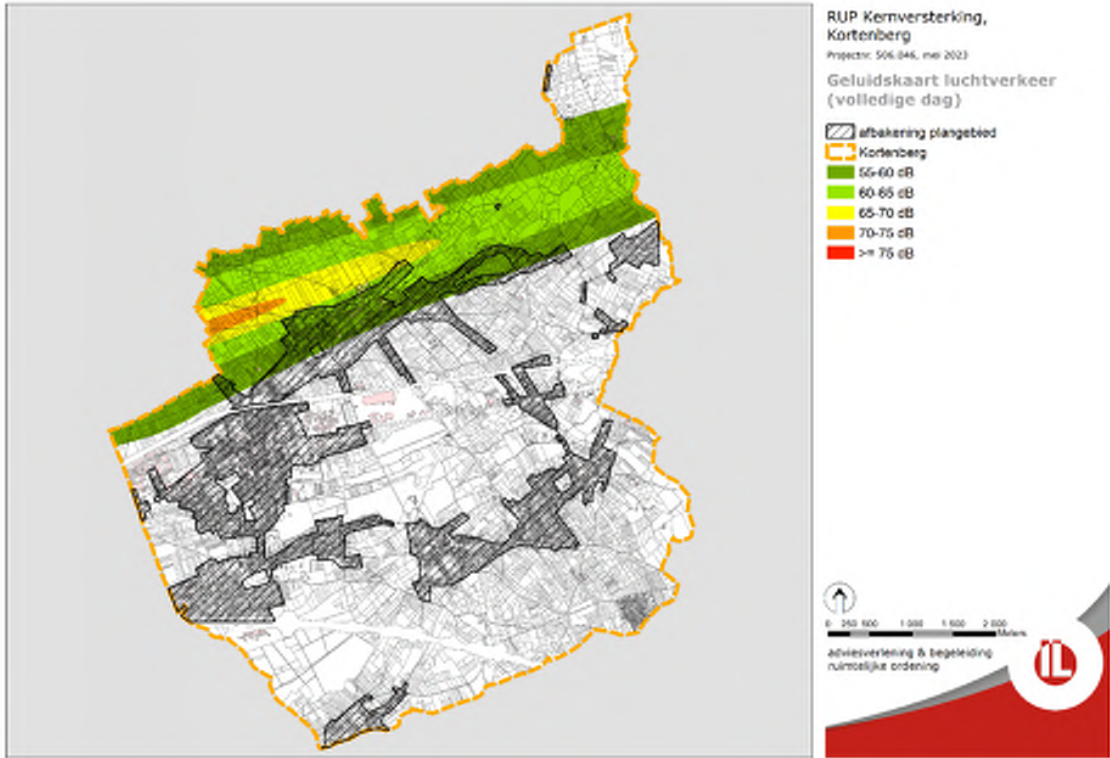 RUP Kernversterking,
Kortenberg
Projectnr. 506.046, mei 2023
Geluidskaart luchtverkeer
(volledige dag)
afbakening plangebied
Kortenberg
55-60 dB
60-65 dB
65-70 dB
70-75 dB
>= 75 dB
0 250 500 1 000 1 500 2 000
Meters
adviesverlening & begeleiding
ruimtelijke ordening
IL